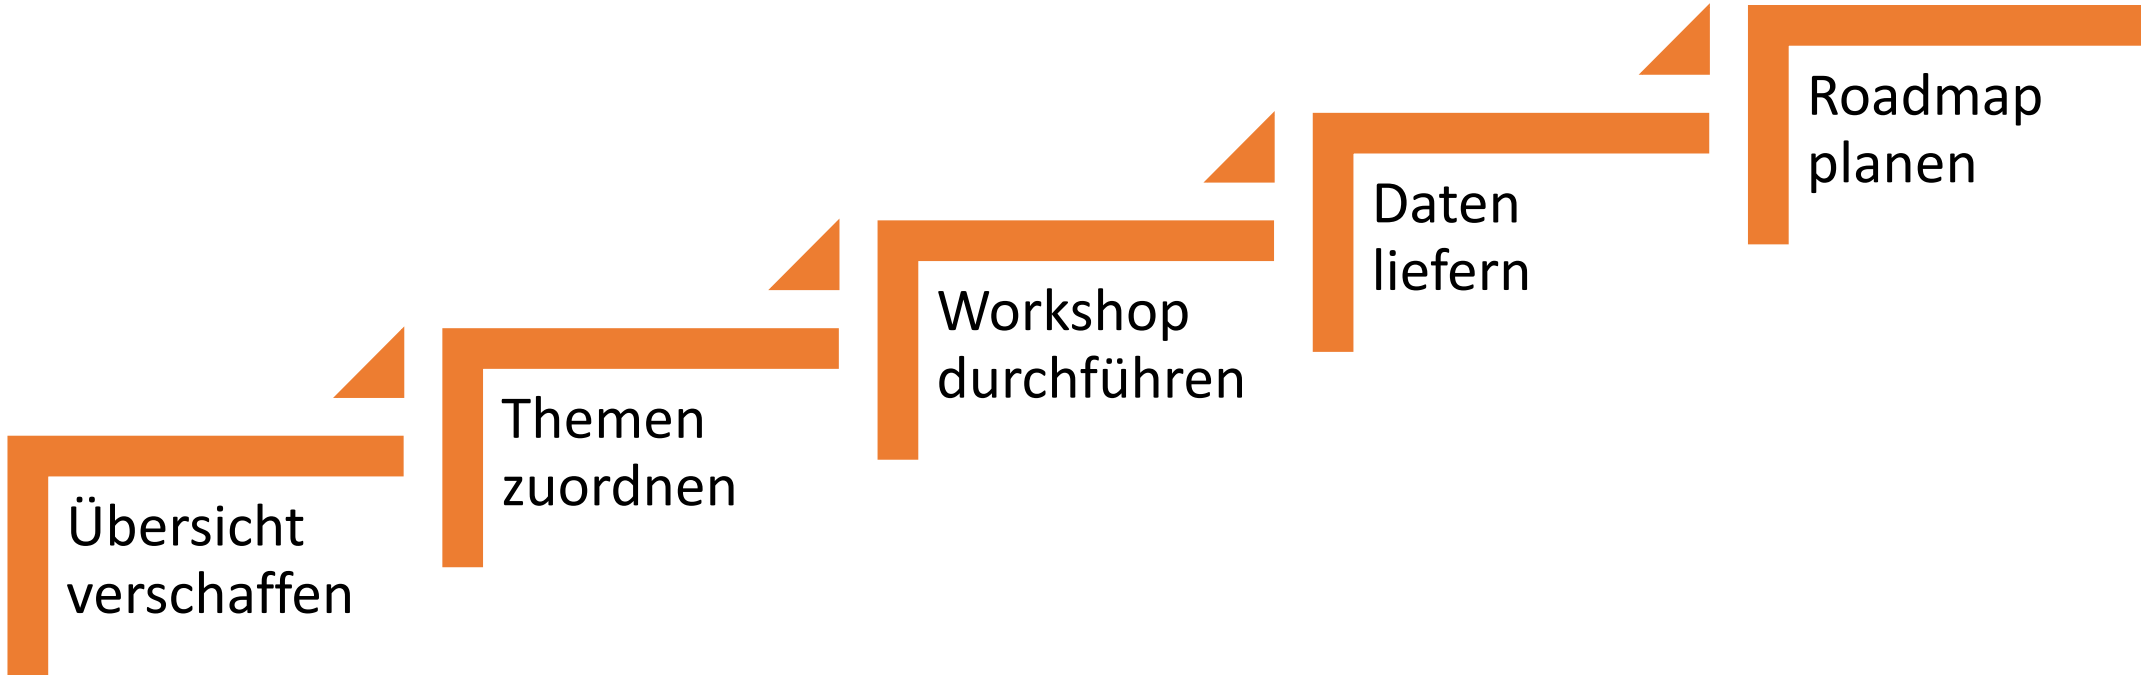 Übersicht
verschaffen
Themen
zuordnen
Workshop
durchführen
Daten
liefern
Roadmap
planen